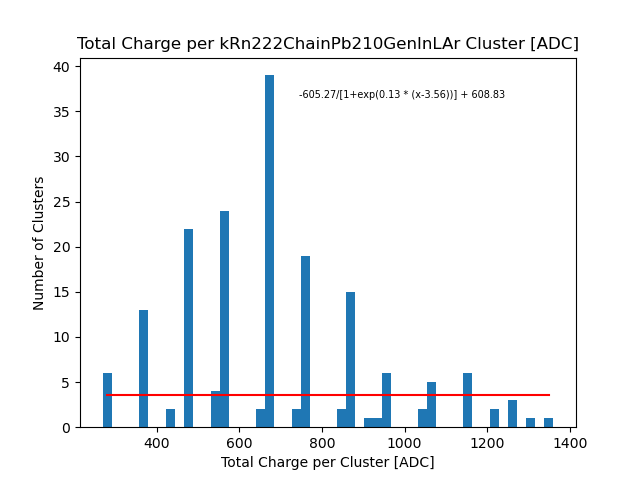 Total Charge per kRn222ChainPb210GenInLAr Cluster [ADC]
-605.27/[1+exp(0.13 * (x-3.56))] + 608.83
Number of Clusters
40
35
30
25
20
15
10
5
0
400 600 800 1000 1200 1400
Total Charge per Cluster [ADC]